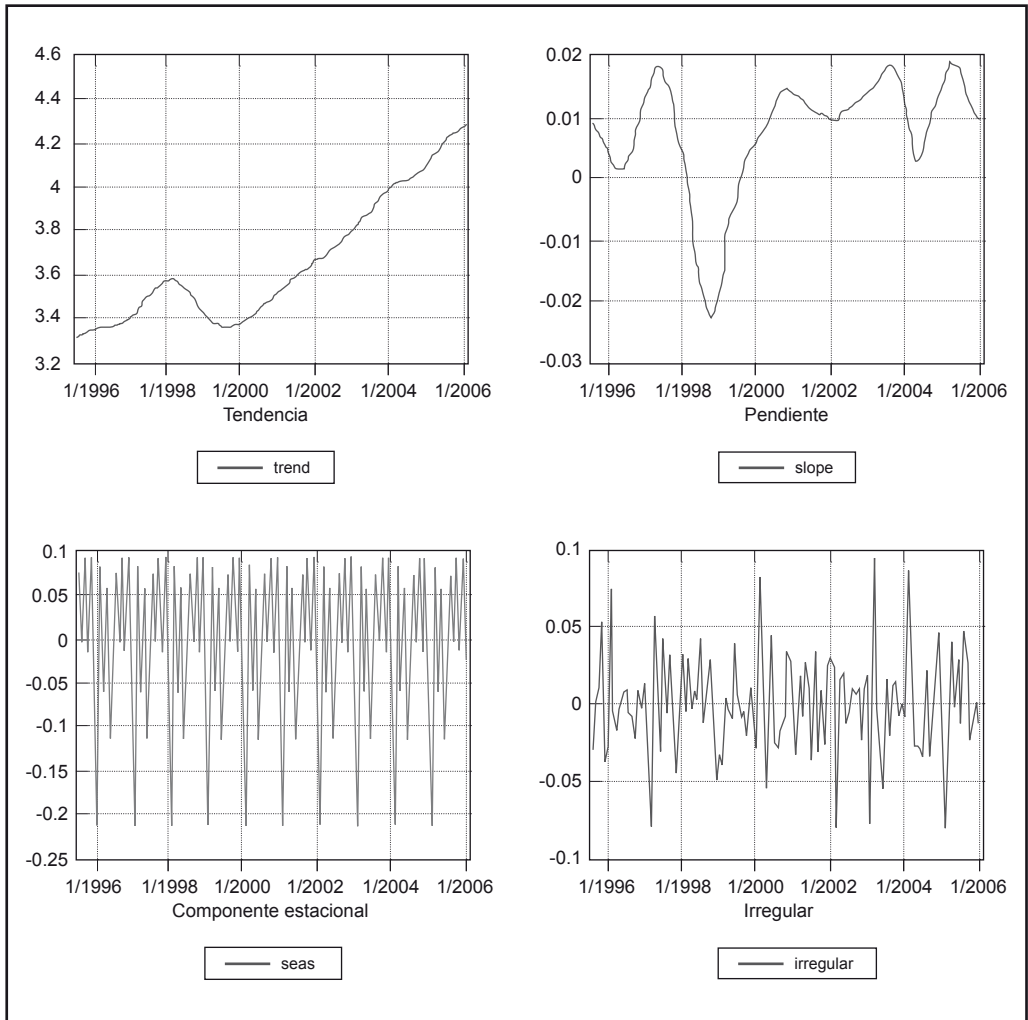 4.6
4.4
4.2
4
3.8
3.6
3.4
3.2
1/1996 1/1998 1/2000 1/2002 1/2004 1/2006
Tendencia
trend
0.02
0.01
0
-0.01
-0.02
-0.03
1/1996 1/1998 1/2000 1/2002 1/2004 1/2006
Pendiente
slope
0.1
0.05
0
-0.05
-0.1
-0.15
-0.2
-0.25
1/1996 1/1998 1/2000 1/2002 1/2004 1/2006
Componente estacional
seas
0.1
0.05
0
-0.05
-0.1
1/1996 1/1998 1/2000 1/2002 1/2004 1/2006
Irregular
irregular